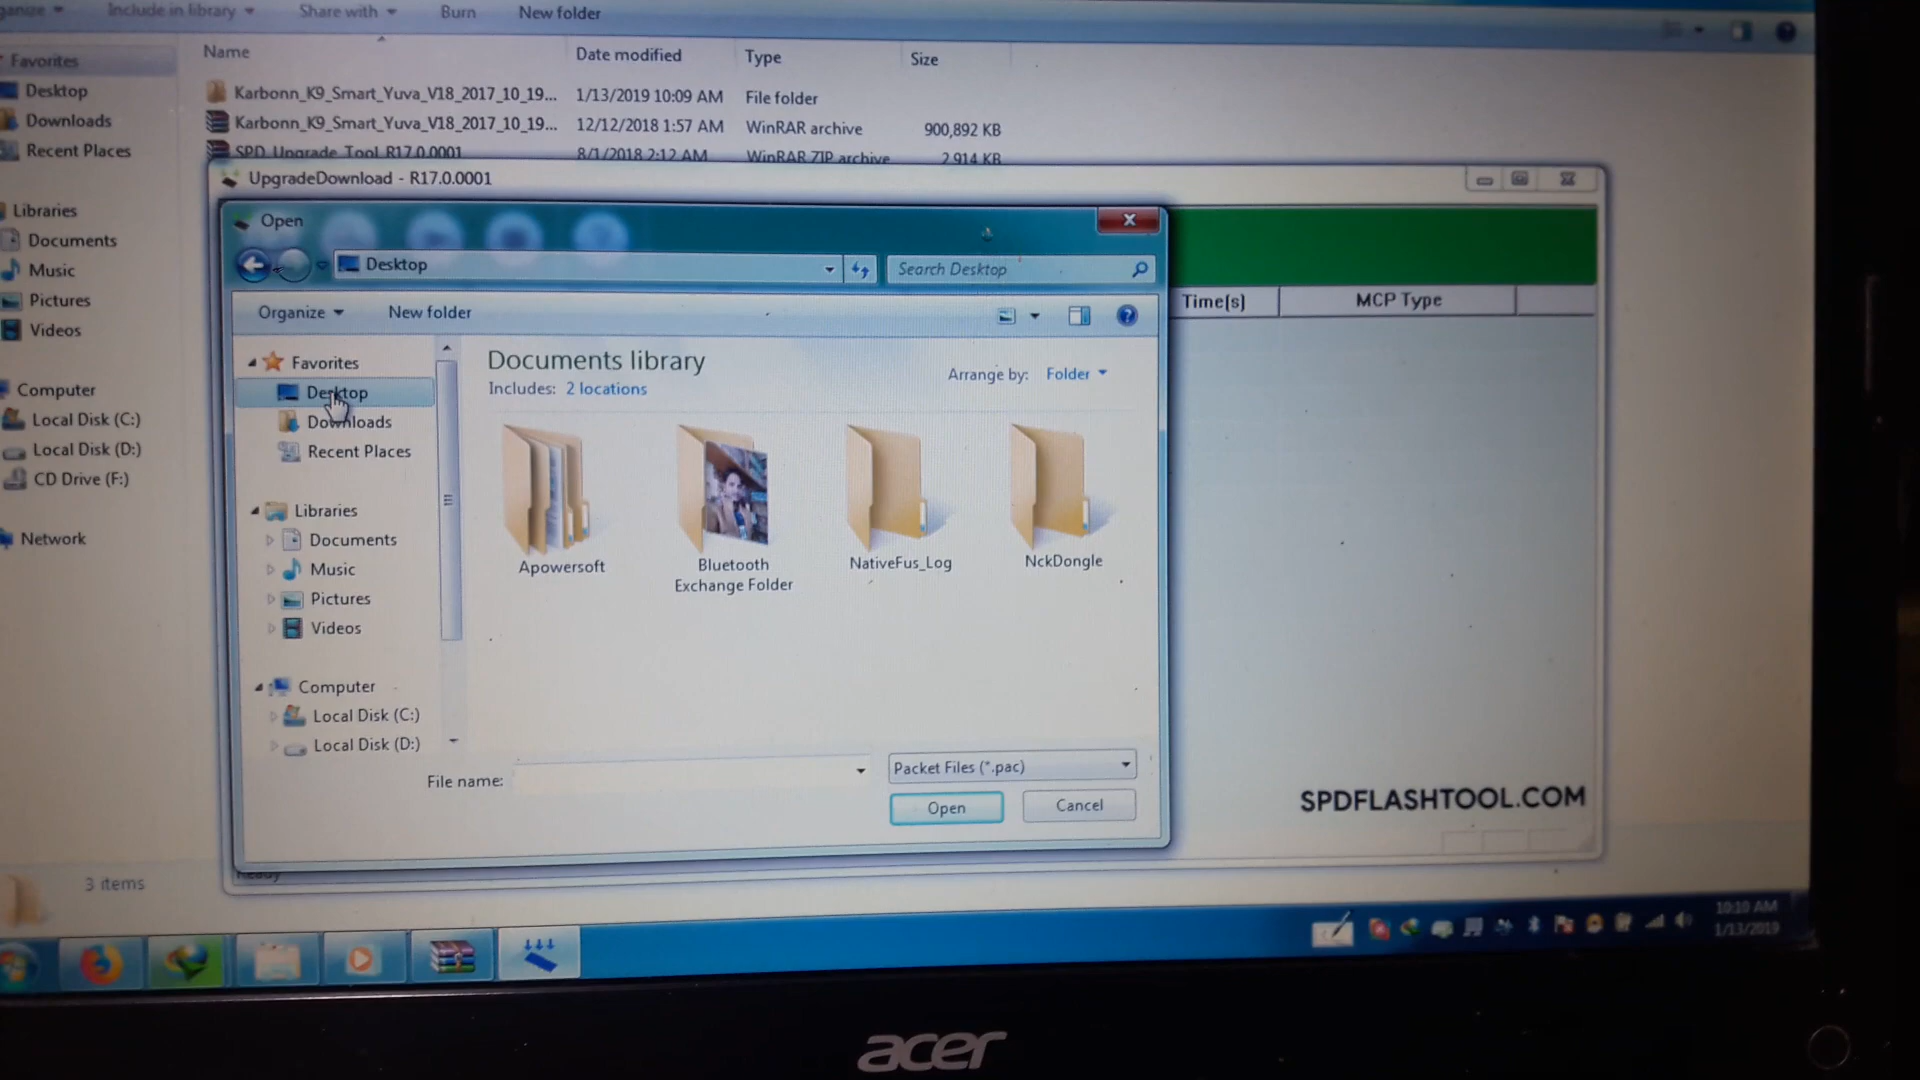 Include in library
Share with
Burn
New folder
Name
Date modified
Type
Size
Favorites
Desktop
Downloads
Recent Places
Libraries
Documents
Music
Pictures
Videos
Computer
Local Disk (C:)
Local Disk (D:)
CD Drive (F:)
Network
Karbonn_K9_Smart_Yuva_V18_2017_10_19...
1/13/2019 10:09 AM
File folder
Karbonn_K9_Smart_Yuva_V18_2017_10_19...
12/12/2018 1:57 AM
WinRAR archive
900,892 KB
SPD_Upgrade_Tool_R17.0.0001
8/1/2018 2:12 AM
WinRAR ZIP archive
2,914 KB
UpgradeDownload - R17.0.0001
Open
Desktop
Search Desktop
Organize
New folder
Favorites
Desktop
Downloads
Recent Places
Libraries
Documents
Music
Pictures
Videos
Computer
Local Disk (C:)
Local Disk (D:)
Documents library
Includes: 2 locations
Arrange by: Folder
Apowersoft
Bluetooth
Exchange Folder
NativeFus_Log
NckDongle
File name:
Packet Files (*.pac)
Open
Cancel
Time(s)
MCP Type
SPDFLASHTOOL.COM
Ready
3 items
10:10 AM
1/13/2019
acer